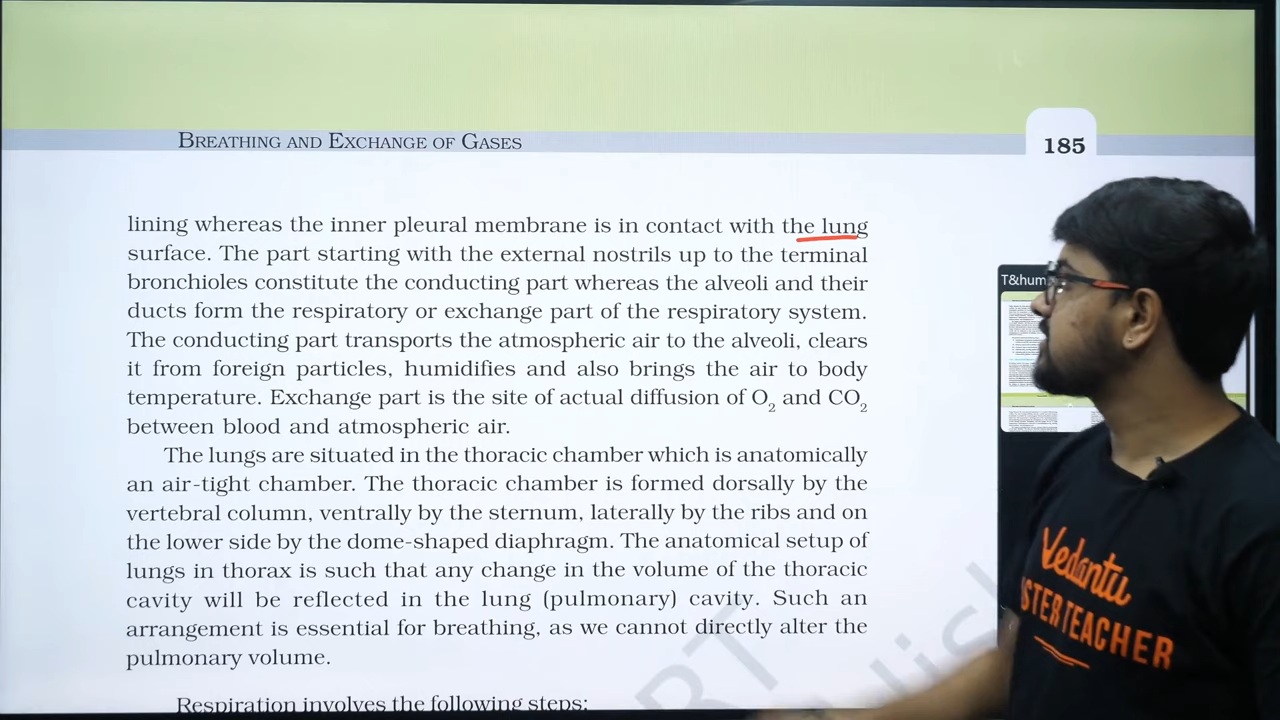 BREATHING AND EXCHANGE OF GASES
185
lining whereas the inner pleural membrane is in contact with the lung
surface. The part starting with the external nostrils up to the terminal
bronchioles constitute the conducting part whereas the alveoli and their
ducts form the respiratory or exchange part of the respiratory system.
The conducting part transports the atmospheric air to the alveoli, clears
it from foreign particles, humidifies and also brings the air to body
temperature. Exchange part is the site of actual diffusion of O2 and CO2
between blood and atmospheric air.
The lungs are situated in the thoracic chamber which is anatomically
an air-tight chamber. The thoracic chamber is formed dorsally by the
vertebral column, ventrally by the sternum, laterally by the ribs and on
the lower side by the dome-shaped diaphragm. The anatomical setup of
lungs in thorax is such that any change in the volume of the thoracic
cavity will be reflected in the lung (pulmonary) cavity. Such an
arrangement is essential for breathing, as we cannot directly alter the
pulmonary volume.
Respiration involves the following steps:
T&hum
Vedantu
STERTEACHER